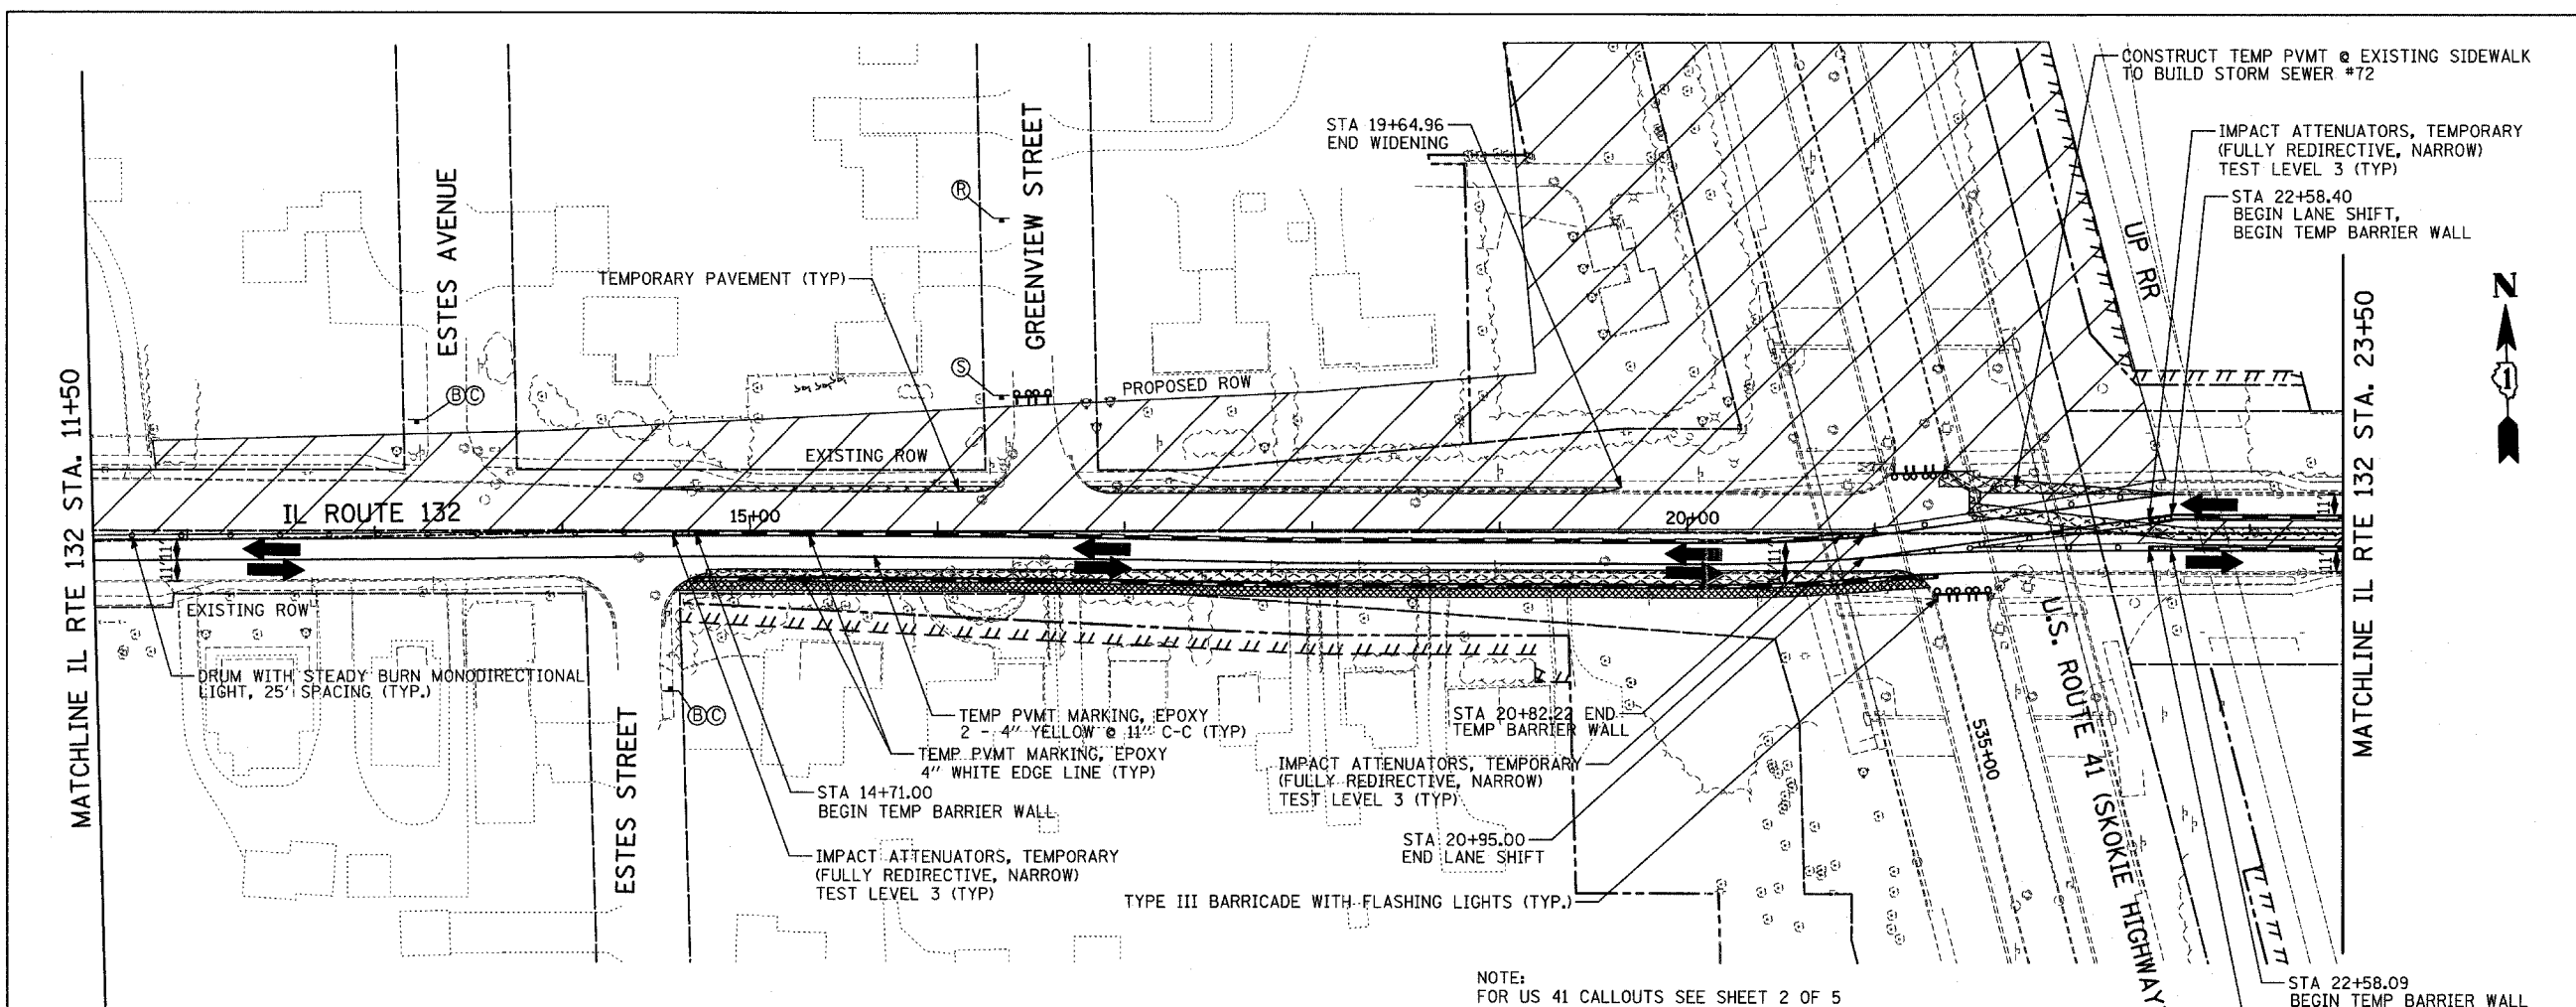 CONSTRUCT TEMP PVMT @ EXISTING SIDEWALK
TO BUILD STORM SEWER #72
STA 19+64.96
END WIDENING
IMPACT ATTENUATORS, TEMPORARY
(FULLY REDIRECTIVE, NARROW)
TEST LEVEL 3 (TYP)
STA 22+58.40
BEGIN LANE SHIFT,
BEGIN TEMP BARRIER WALL
UP RR
N
1
ESTES AVENUE
GREENVIEW STREET
R
S
B C
TEMPORARY PAVEMENT (TYP)
PROPOSED ROW
EXISTING ROW
MATCHLINE IL RTE 132 STA. 11+50
MATCHLINE IL RTE 132 STA. 23+50
IL ROUTE 132
15+00
20+00
11'
11'
11'
11'
11'
11'
EXISTING ROW
DRUM WITH STEADY BURN MONODIRECTIONAL
LIGHT, 25' SPACING (TYP.)
ESTES STREET
B C
TEMP PVMT MARKING, EPOXY
2 - 4" YELLOW @ 11" C-C (TYP)
TEMP PVMT MARKING, EPOXY
4" WHITE EDGE LINE (TYP)
STA 14+71.00
BEGIN TEMP BARRIER WALL
IMPACT ATTENUATORS, TEMPORARY
(FULLY REDIRECTIVE, NARROW)
TEST LEVEL 3 (TYP)
STA 20+82.22 END
TEMP BARRIER WALL
IMPACT ATTENUATORS, TEMPORARY
(FULLY REDIRECTIVE, NARROW)
TEST LEVEL 3 (TYP)
STA 20+95.00
END LANE SHIFT
TYPE III BARRICADE WITH FLASHING LIGHTS (TYP.)
535+00
U.S. ROUTE 41 (SKOKIE HIGHWAY
NOTE:
FOR US 41 CALLOUTS SEE SHEET 2 OF 5
STA 22+58.09
BEGIN TEMP BARRIER WALL